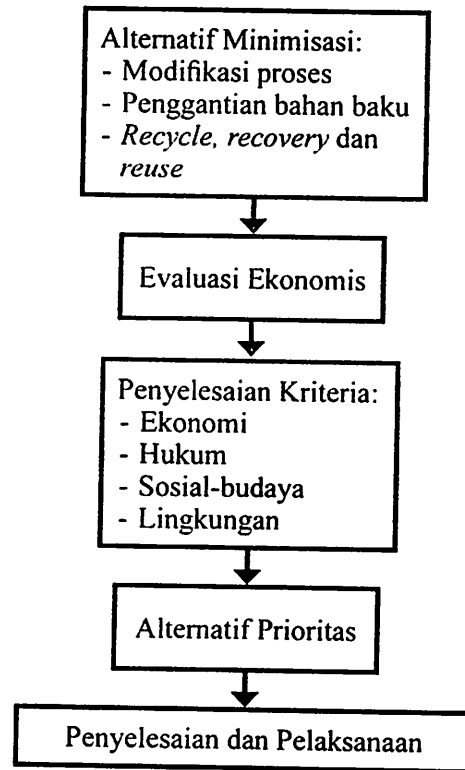 Alternatif Minimisasi:
- Modifikasi proses
- Penggantian bahan baku
- Recycle, recovery dan
reuse
Evaluasi Ekonomis
Penyelesaian Kriteria:
- Ekonomi
- Hukum
- Sosial-budaya
- Lingkungan
Alternatif Prioritas
Penyelesaian dan Pelaksanaan